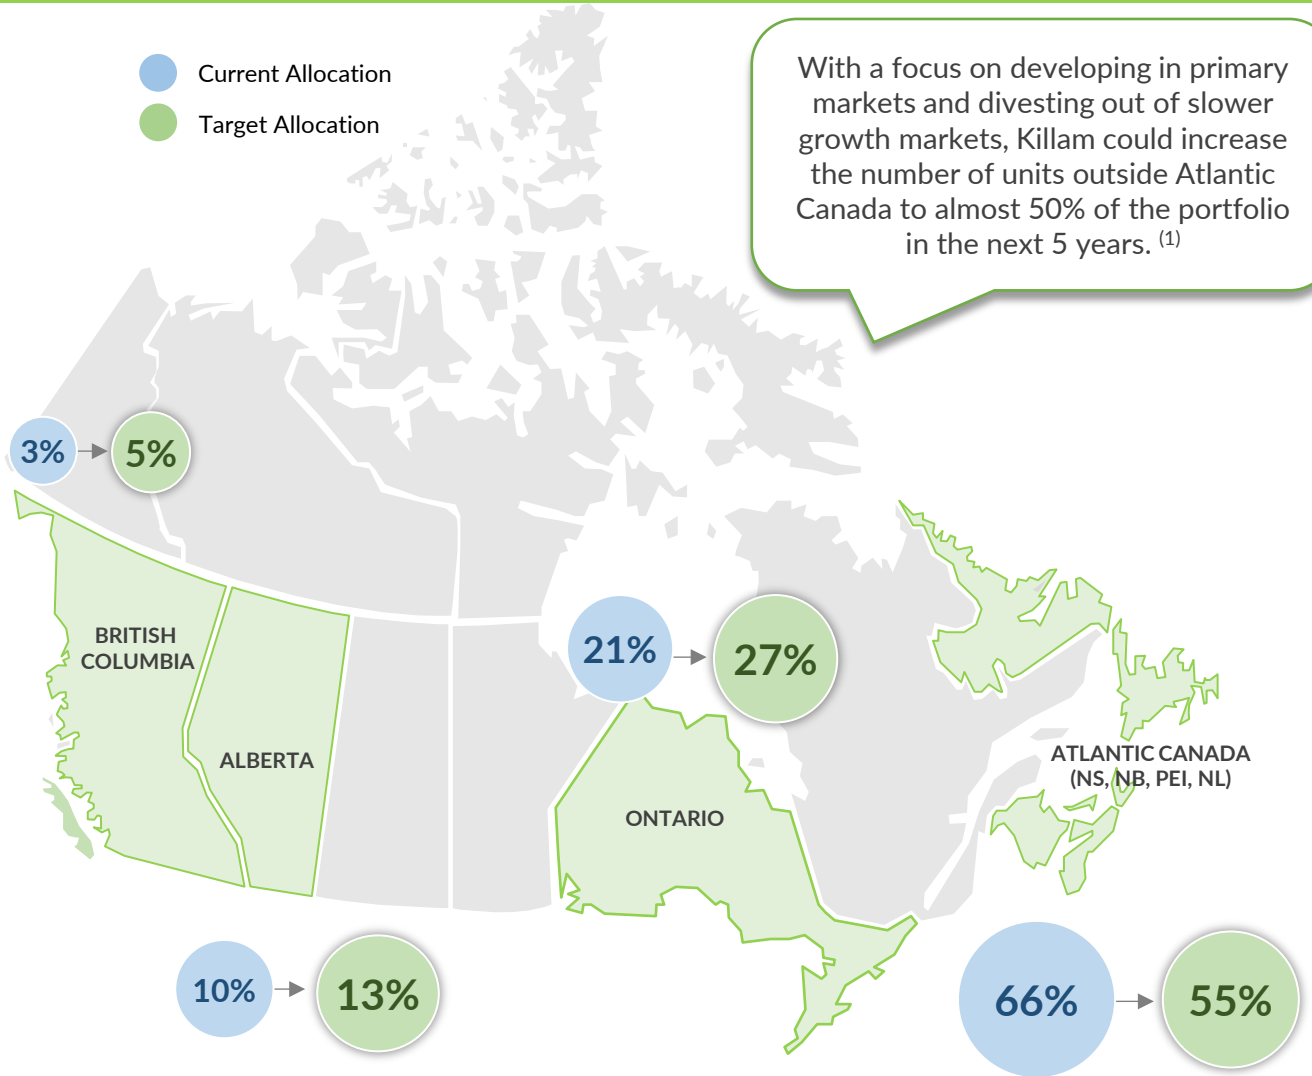 Current Allocation
Target Allocation
With a focus on developing in primary
markets and divesting out of slower
growth markets, Killam could increase
the number of units outside Atlantic
Canada to almost 50% of the portfolio
in the next 5 years. (1)
3%
5%
21%
27%
BRITISH
COLUMBIA
ALBERTA
ONTARIO
ATLANTIC CANADA
(NS, NB, PEI, NL)
10%
13%
66%
55%